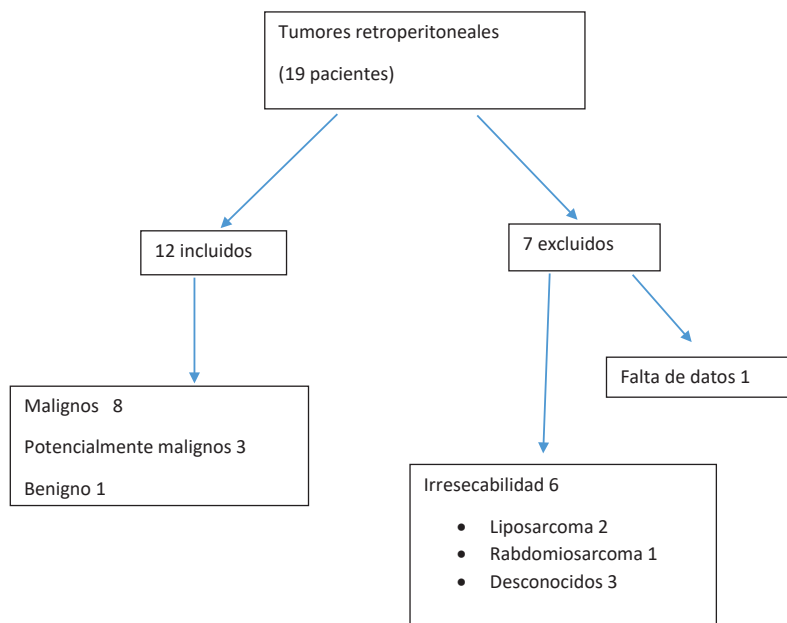 Tumores retroperitoneales
(19 pacientes)
12 incluidos
7 excluidos
Falta de datos 1
Malignos   8
Potencialmente malignos 3
Benigno 1
Irresecabilidad 6
• Liposarcoma 2
• Rabdomiosarcoma 1
• Desconocidos 3